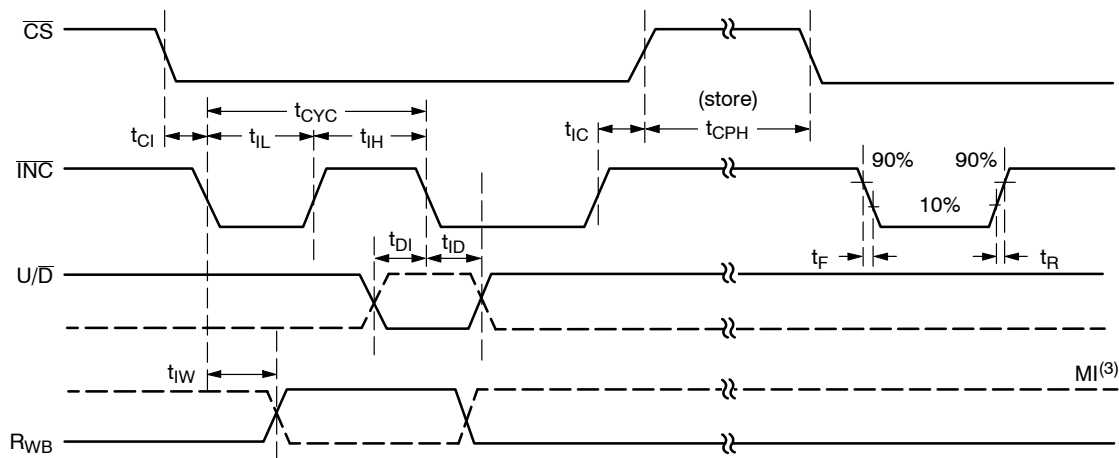 CS
(store)
tCYC
tCI tIL tIH tIC tCPH
INC
90% 90%
10%
tDI tID
tF tR
U/D
tIW
MI(3)
RWB